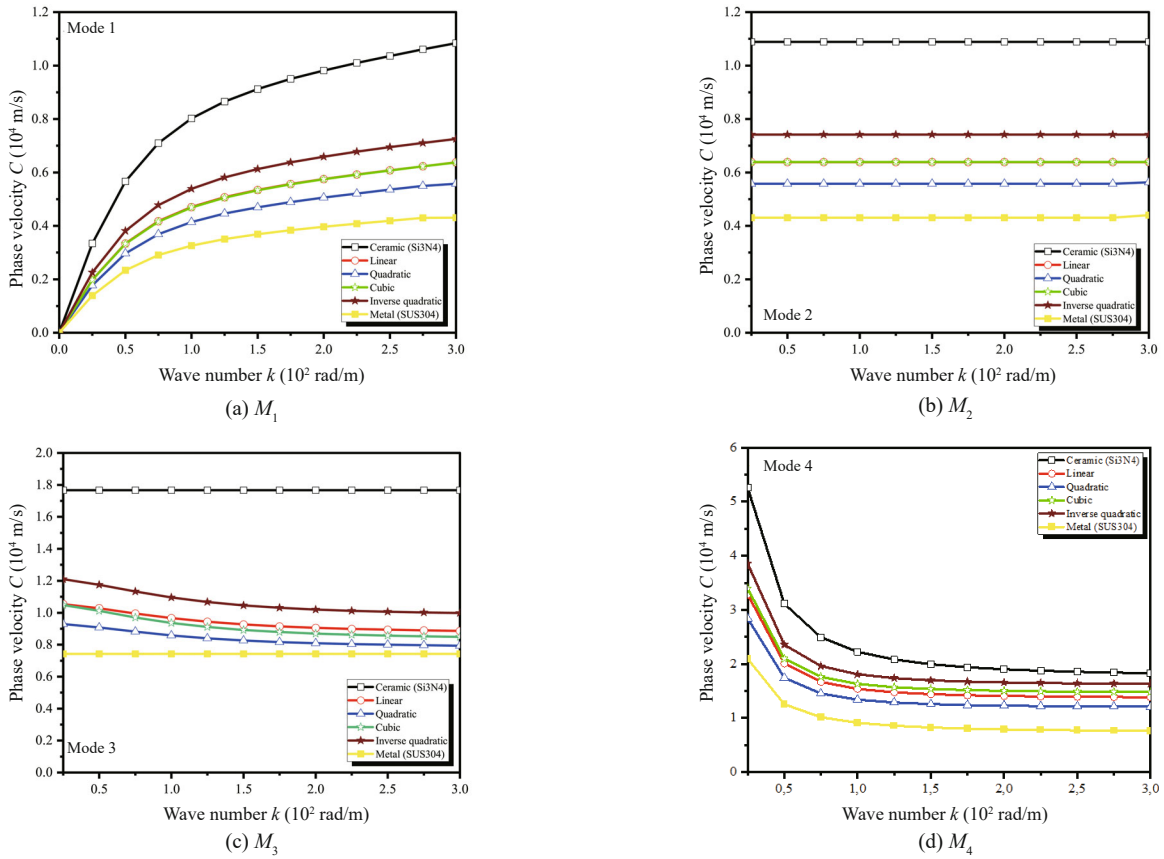 Mode 1
Phase velocity C (10⁴ m/s)
1.2
1.0
0.8
0.6
0.4
0.2
0.0
Ceramic (Si3N4)
Linear
Quadratic
Cubic
Inverse quadratic
Metal (SUS304)
0.0 0.5 1.0 1.5 2.0 2.5 3.0
Wave number k (10² rad/m)
(a) M₁
Phase velocity C (10⁴ m/s)
1.2
1.0
0.8
0.6
0.4
0.2
0.0
Ceramic (Si3N4)
Linear
Quadratic
Cubic
Inverse quadratic
Metal (SUS304)
Mode 2
0.5 1.0 1.5 2.0 2.5 3.0
Wave number k (10² rad/m)
(b) M₂
Phase velocity C (10⁴ m/s)
2.0
1.8
1.6
1.4
1.2
1.0
0.8
0.6
0.4
0.2
0.0
Ceramic (Si3N4)
Linear
Quadratic
Cubic
Inverse quadratic
Metal (SUS304)
Mode 3
0.5 1.0 1.5 2.0 2.5 3.0
Wave number k (10² rad/m)
(c) M₃
Mode 4
Phase velocity C (10⁴ m/s)
6
5
4
3
2
1
0
Ceramic (Si3N4)
Linear
Quadratic
Cubic
Inverse quadratic
Metal (SUS304)
0,5 1,0 1,5 2,0 2,5 3,0
Wave number k (10² rad/m)
(d) M₄